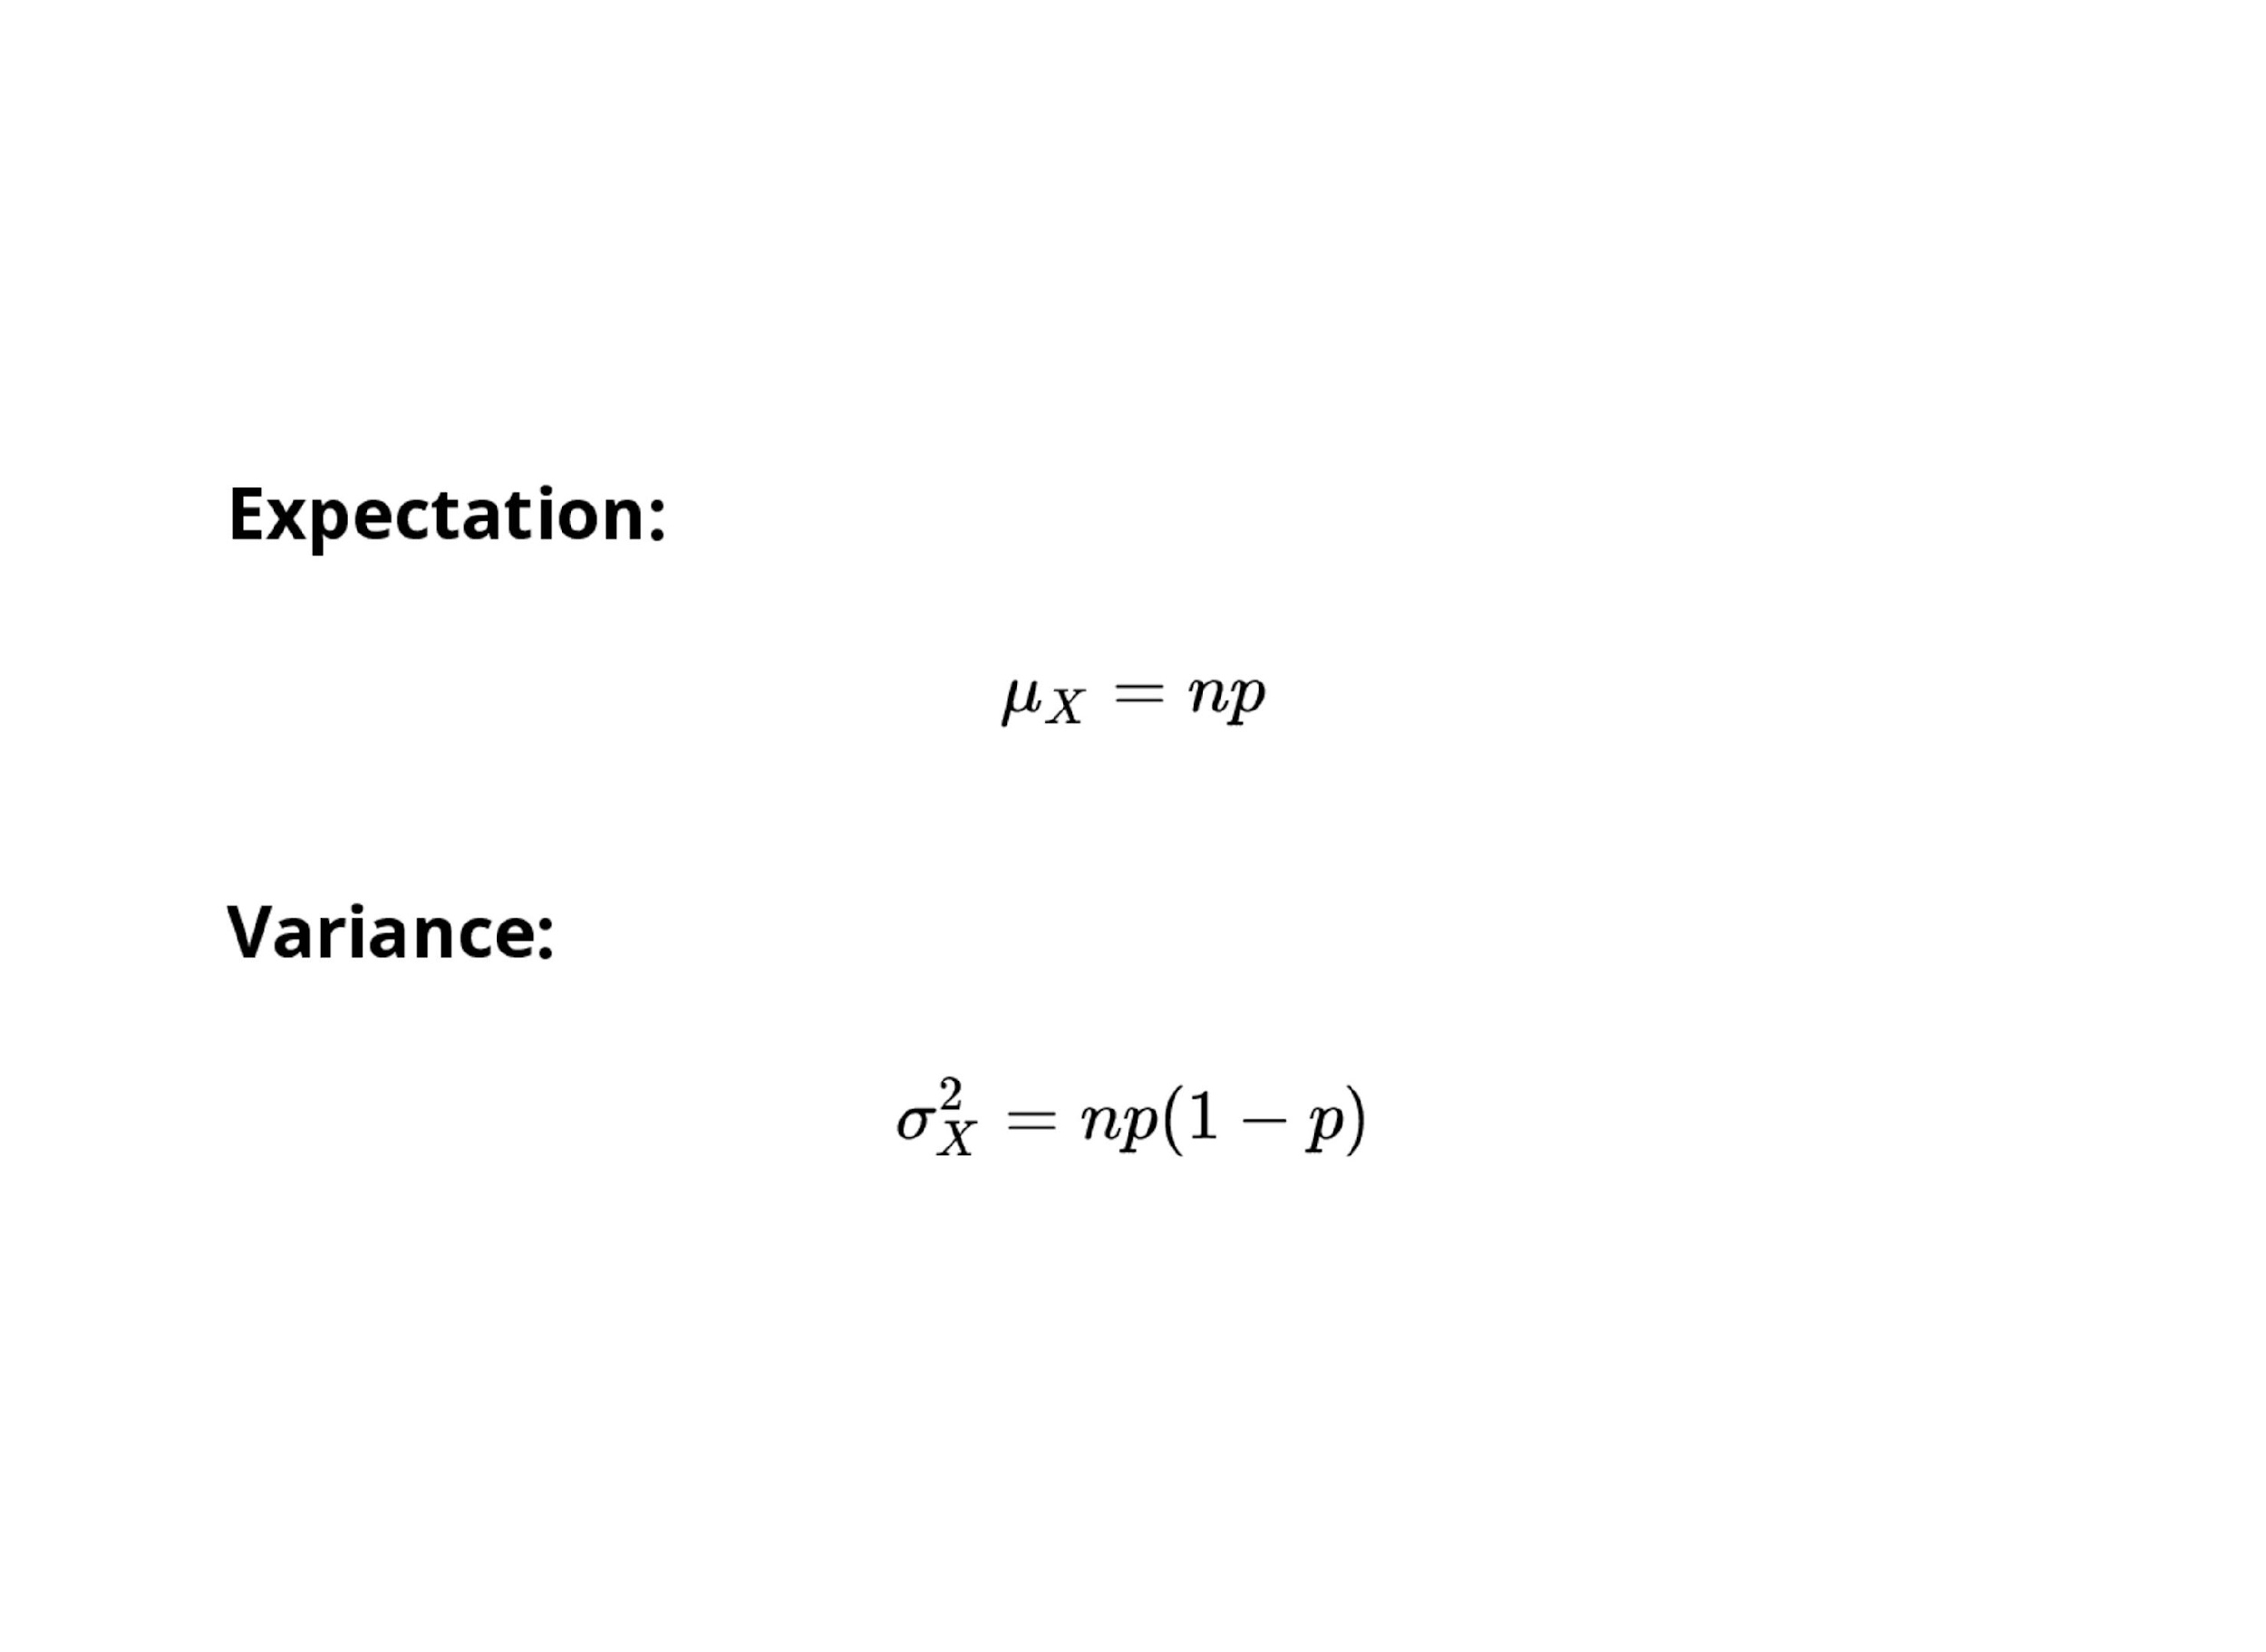 Expectation:
μ_X = np
Variance:
σ_X^2 = np(1 − p)